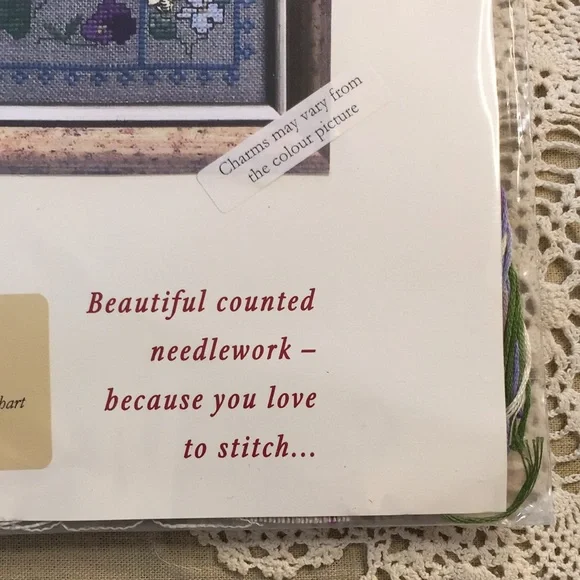 Charms may vary from
the colour picture
Beautiful counted
needlework –
because you love
to stitch...